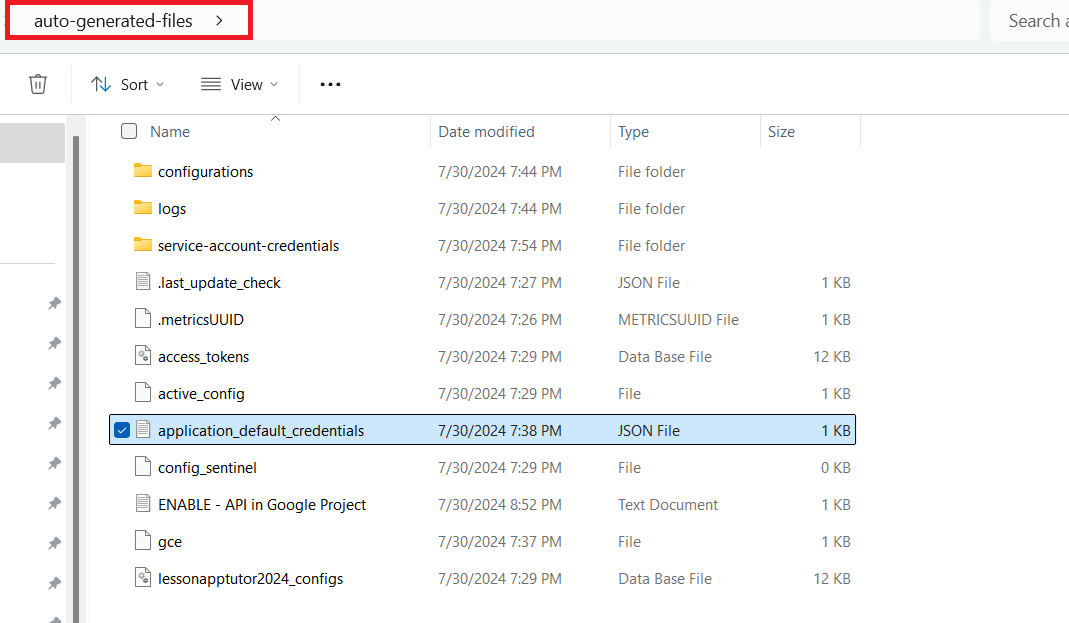 auto-generated-files >
Search a
Sort View ...
Name Date modified Type Size
configurations 7/30/2024 7:44 PM File folder
logs 7/30/2024 7:44 PM File folder
service-account-credentials 7/30/2024 7:54 PM File folder
.last_update_check 7/30/2024 7:27 PM JSON File 1 KB
.metricsUUID 7/30/2024 7:26 PM METRICSUUID File 1 KB
access_tokens 7/30/2024 7:29 PM Data Base File 12 KB
active_config 7/30/2024 7:29 PM File 1 KB
application_default_credentials 7/30/2024 7:38 PM JSON File 1 KB
config_sentinel 7/30/2024 7:29 PM File 0 KB
ENABLE - API in Google Project 7/30/2024 8:52 PM Text Document 1 KB
gce 7/30/2024 7:37 PM File 1 KB
lessonapptutor2024_configs 7/30/2024 7:29 PM Data Base File 12 KB